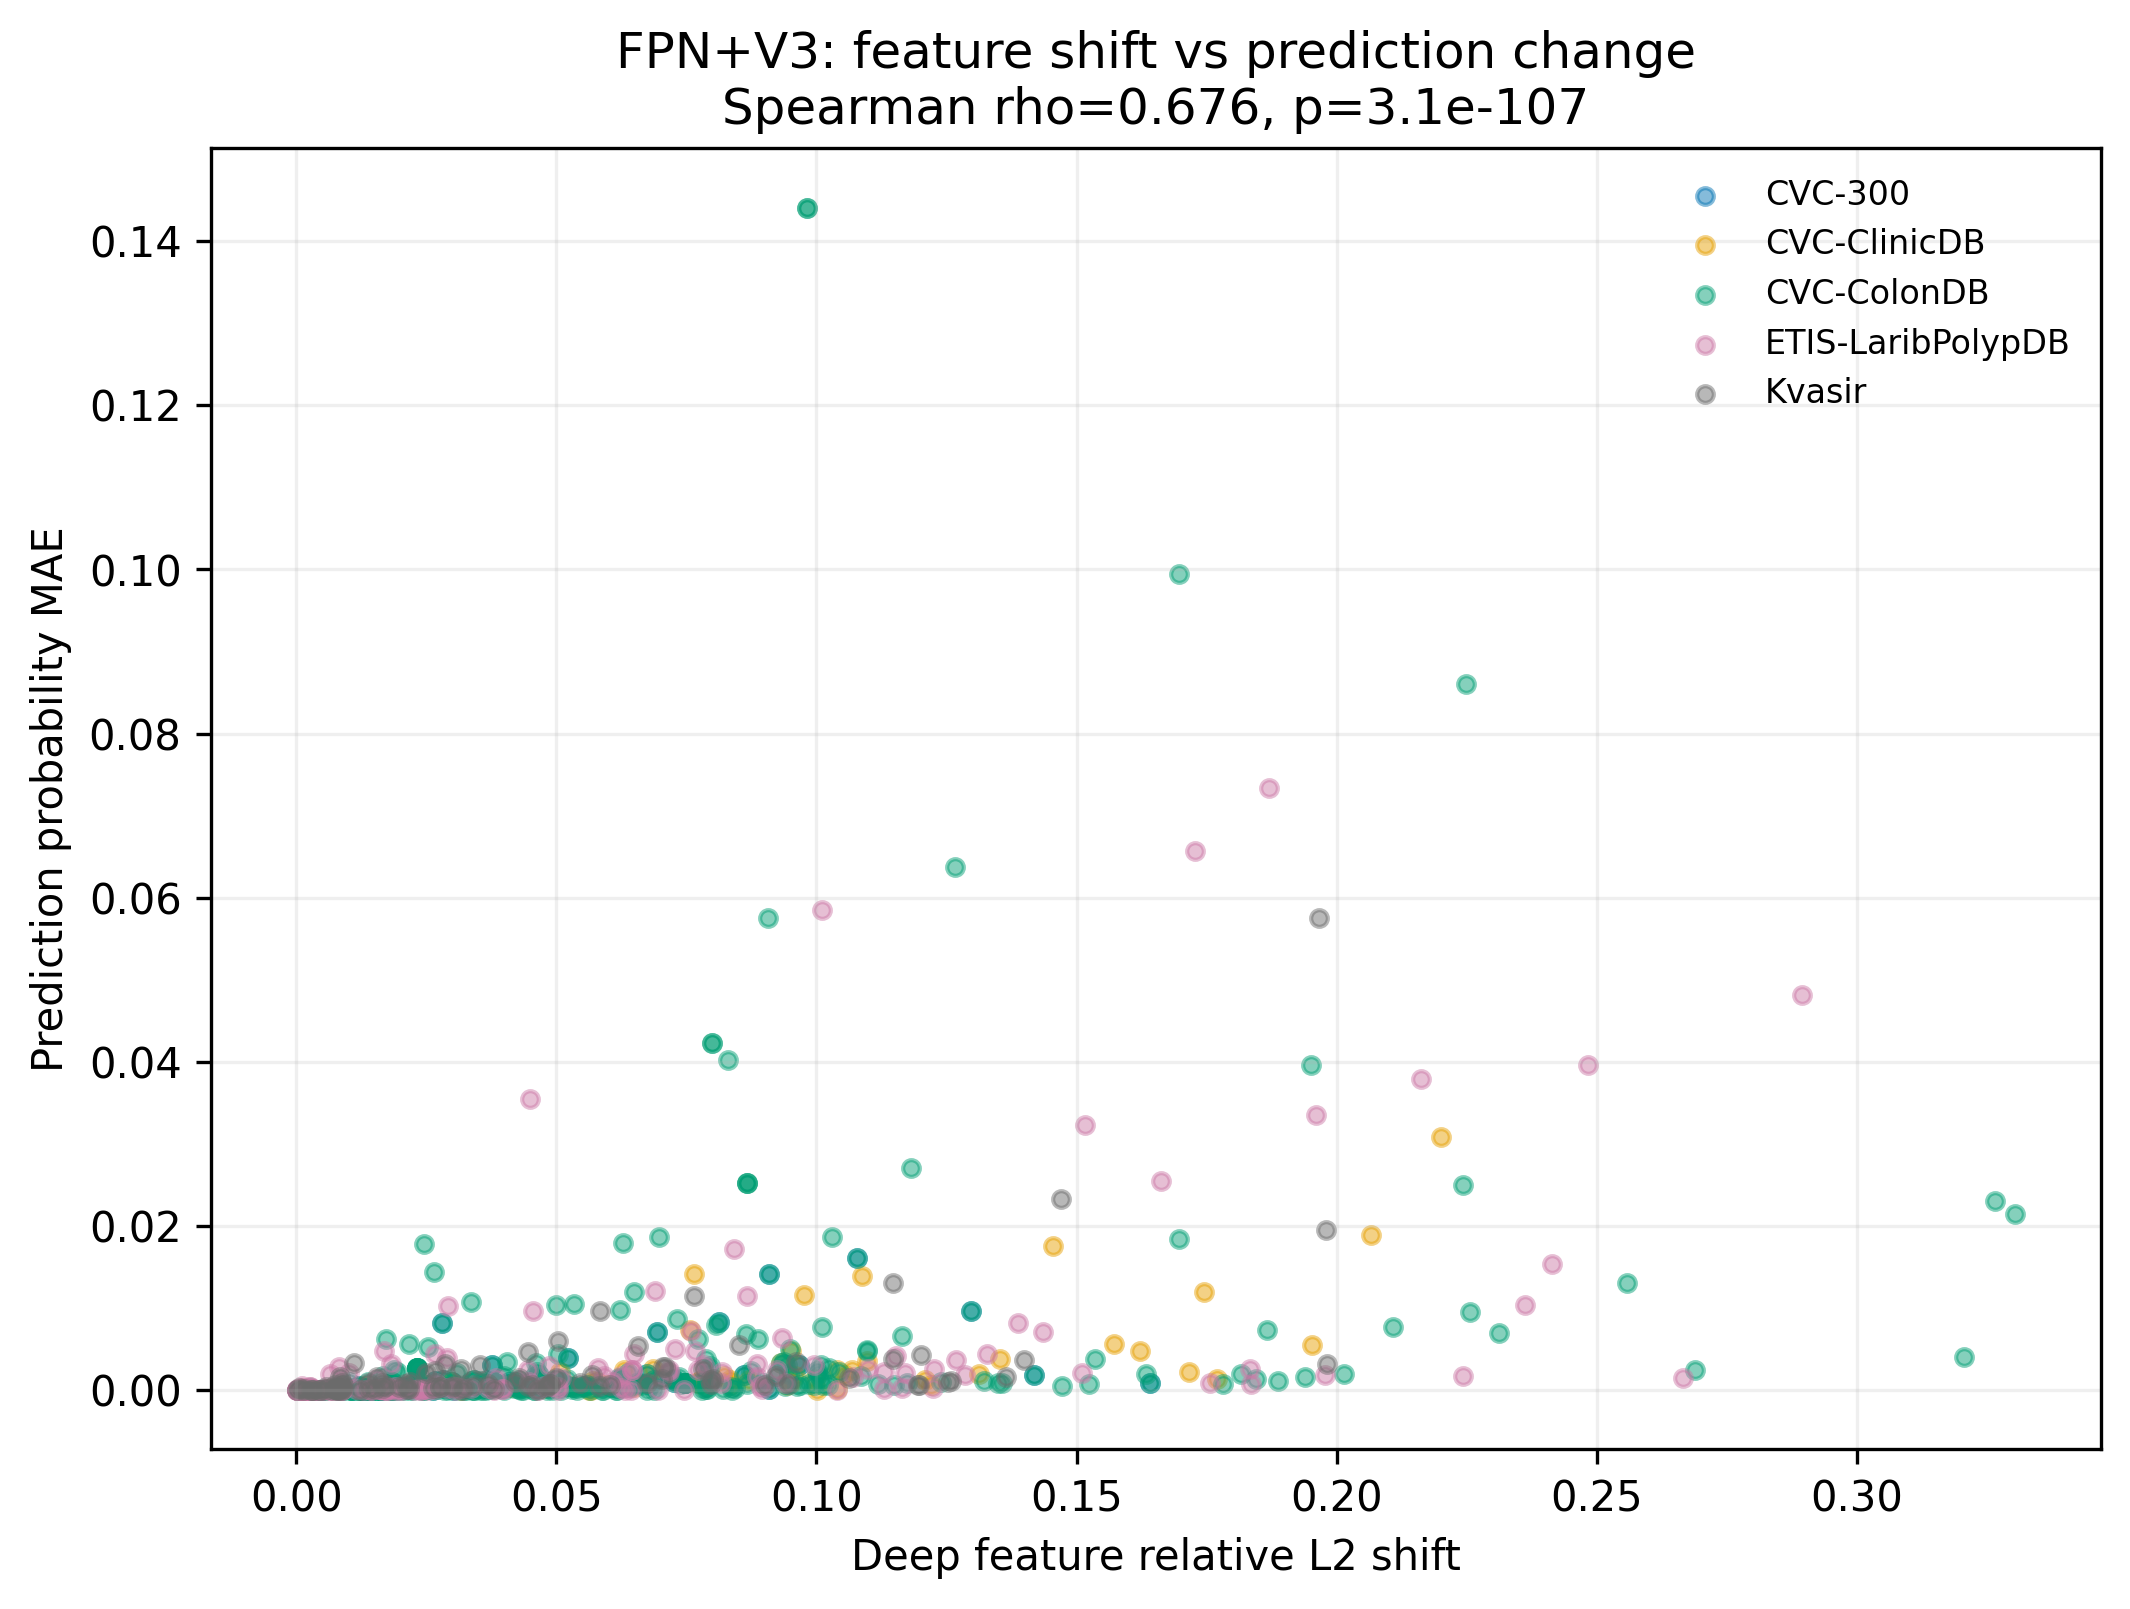 FPN+V3: feature shift vs prediction change
Spearman rho=0.676, p=3.1e-107
CVC-300
CVC-ClinicDB
CVC-ColonDB
ETIS-LaribPolypDB
Kvasir
Prediction probability MAE
0.14
0.12
0.10
0.08
0.06
0.04
0.02
0.00
0.00 0.05 0.10 0.15 0.20 0.25 0.30
Deep feature relative L2 shift